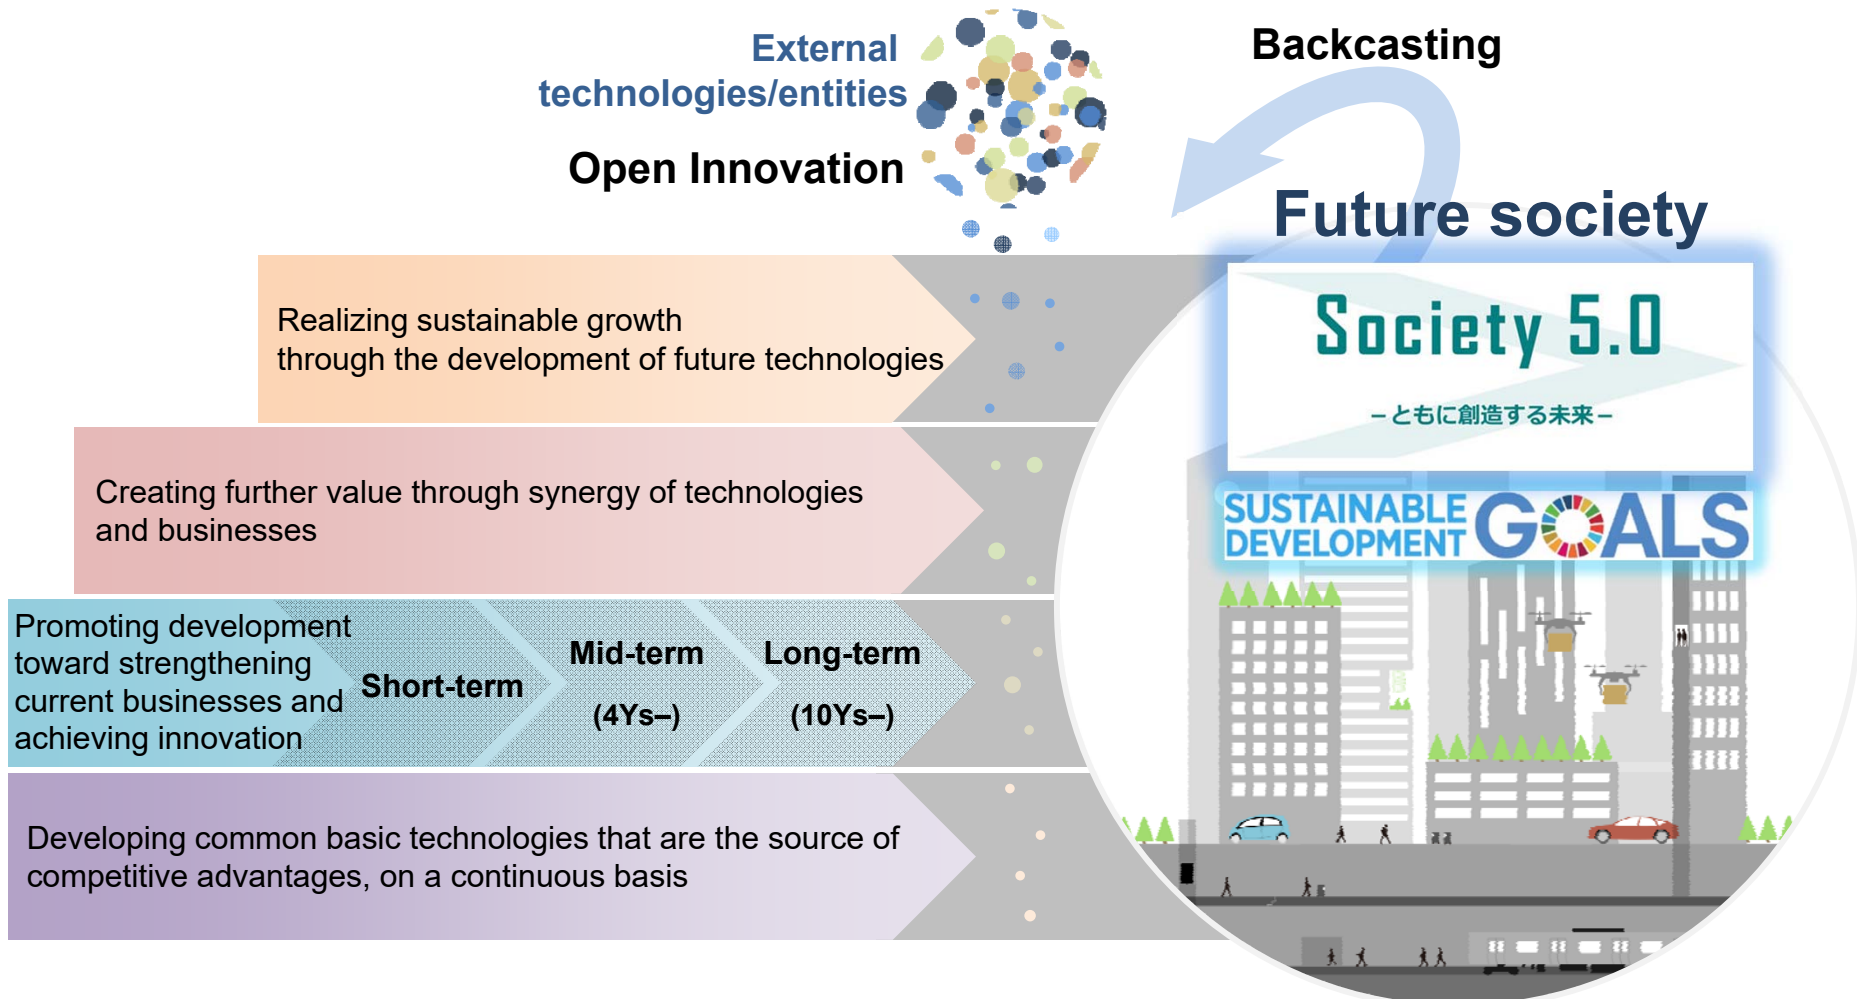 External
technologies/entities
Open Innovation
Backcasting
Future society
Society 5.0
－ともに創造する未来－
SUSTAINABLE
DEVELOPMENT
GOALS
Realizing sustainable growth
through the development of future technologies
Creating further value through synergy of technologies
and businesses
Promoting development
toward strengthening
current businesses and
achieving innovation
Short-term
Mid-term
(4Ys–)
Long-term
(10Ys–)
Developing common basic technologies that are the source of
competitive advantages, on a continuous basis